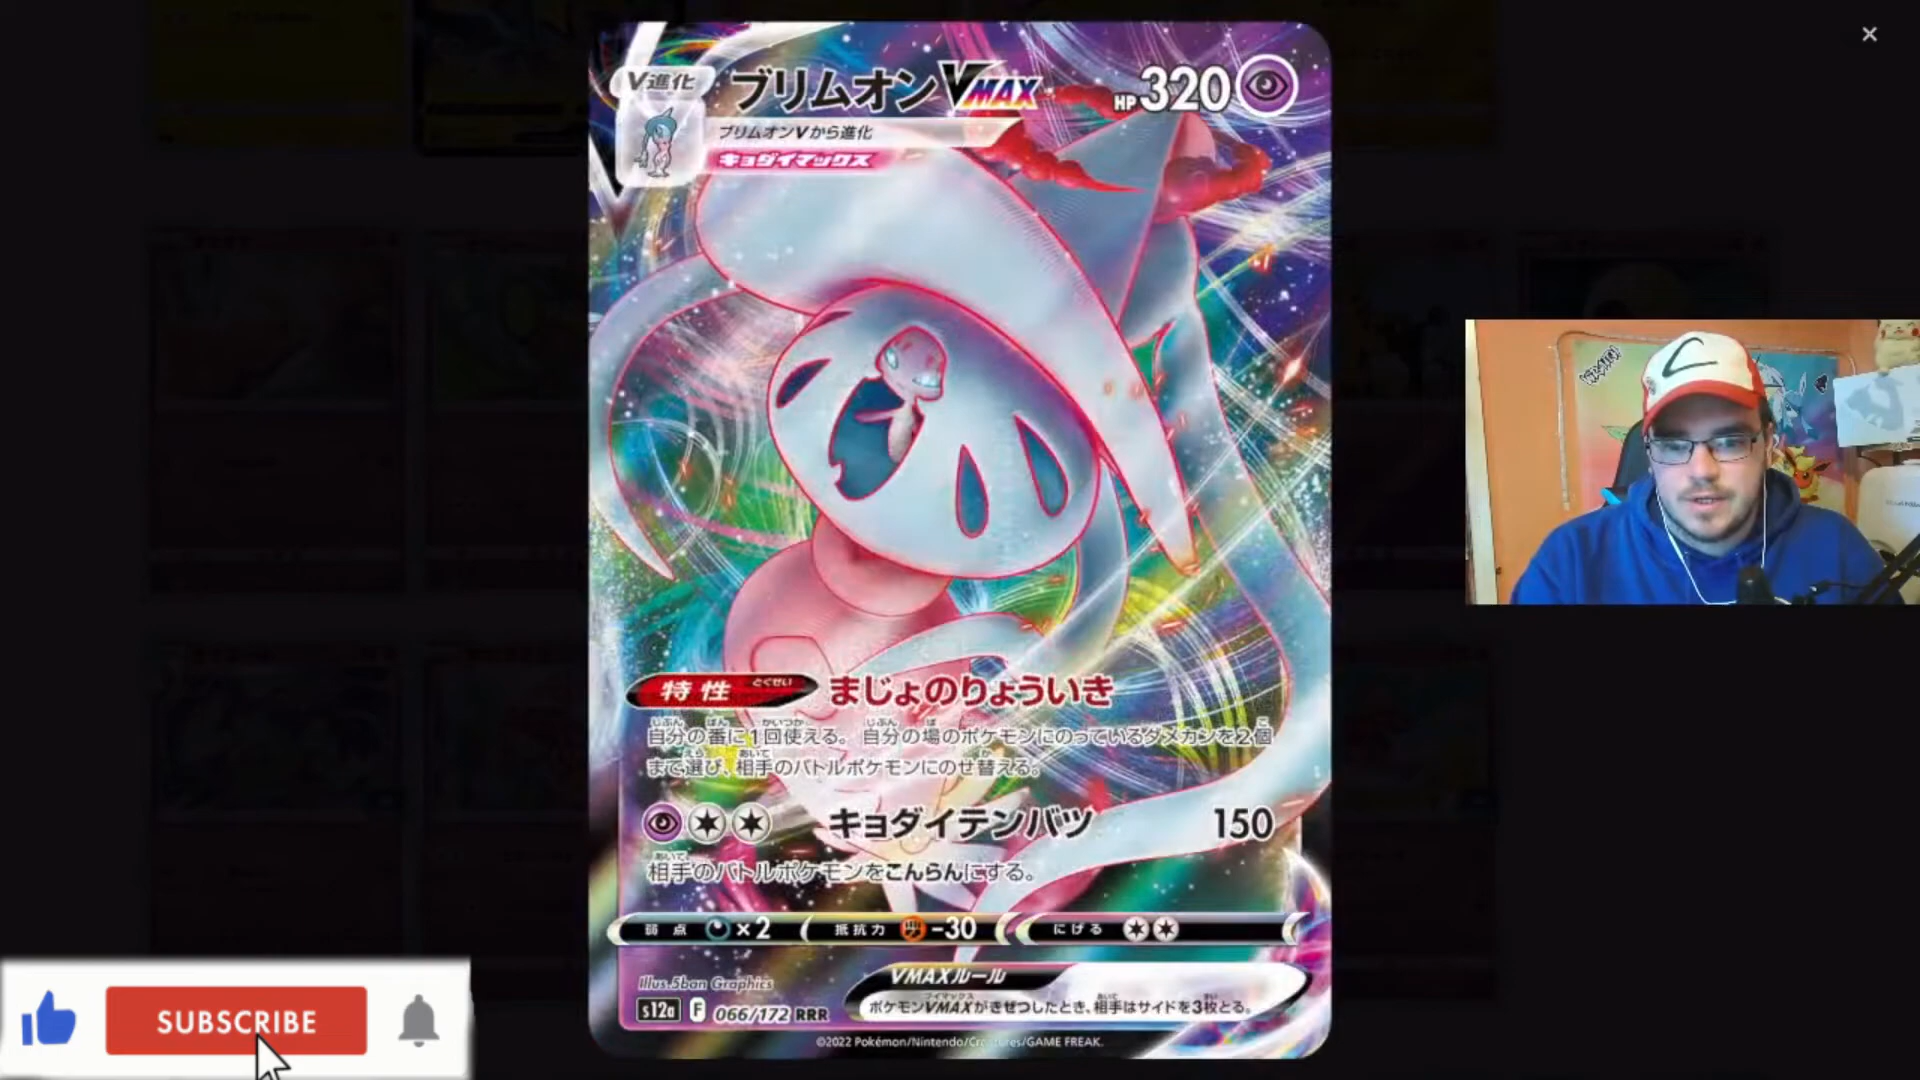 V進化
ブリムオンVMAX
HP320
ブリムオンVから進化
キョダイマックス
特性 とくせい まじょのりょういき
自分の番に1回使える。自分の場のポケモンにのっているダメカンを2個
まで選び、相手のバトルポケモンにのせ替える。
キョダイテンバツ 150
相手のバトルポケモンをこんらんにする。
弱点 ×2 抵抗力 -30 にげる
Illus.5ban Graphics
VMAXルール
s12a F 066/172 RRR
ポケモンVMAXがきぜつしたとき、相手はサイドを3枚とる。
©2022 Pokémon/Nintendo/Creatures/GAME FREAK.
SUBSCRIBE